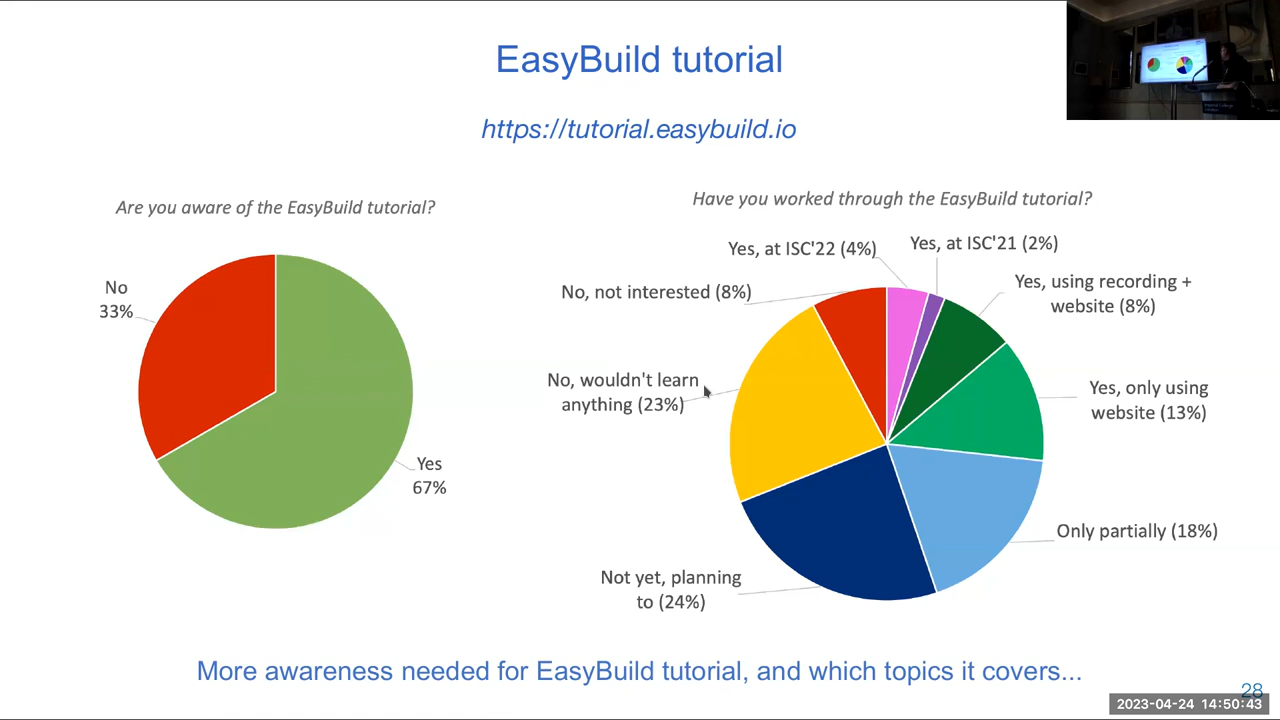 EasyBuild tutorial
https://tutorial.easybuild.io
Are you aware of the EasyBuild tutorial?
No
33%
Yes
67%
Have you worked through the EasyBuild tutorial?
Yes, at ISC'22 (4%)
Yes, at ISC'21 (2%)
Yes, using recording +
website (8%)
No, not interested (8%)
No, wouldn't learn
anything (23%)
Yes, only using
website (13%)
Only partially (18%)
Not yet, planning
to (24%)
More awareness needed for EasyBuild tutorial, and which topics it covers...
28
2023-04-24 14:50:43